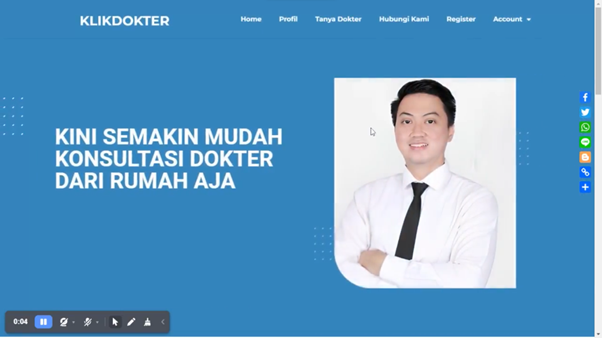 KLIKDOKTER
Home Profil Tanya Dokter Hubungi Kami Register Account
KINI SEMAKIN MUDAH
KONSULTASI DOKTER
DARI RUMAH AJA
0:04